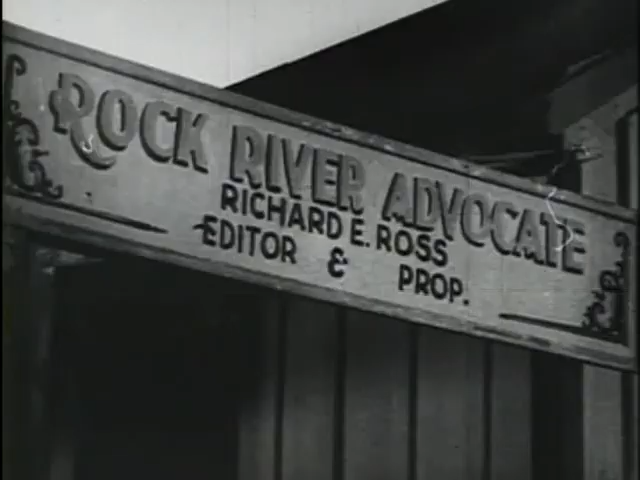 ROCK RIVER ADVOCATE
RICHARD E. ROSS
EDITOR & PROP.